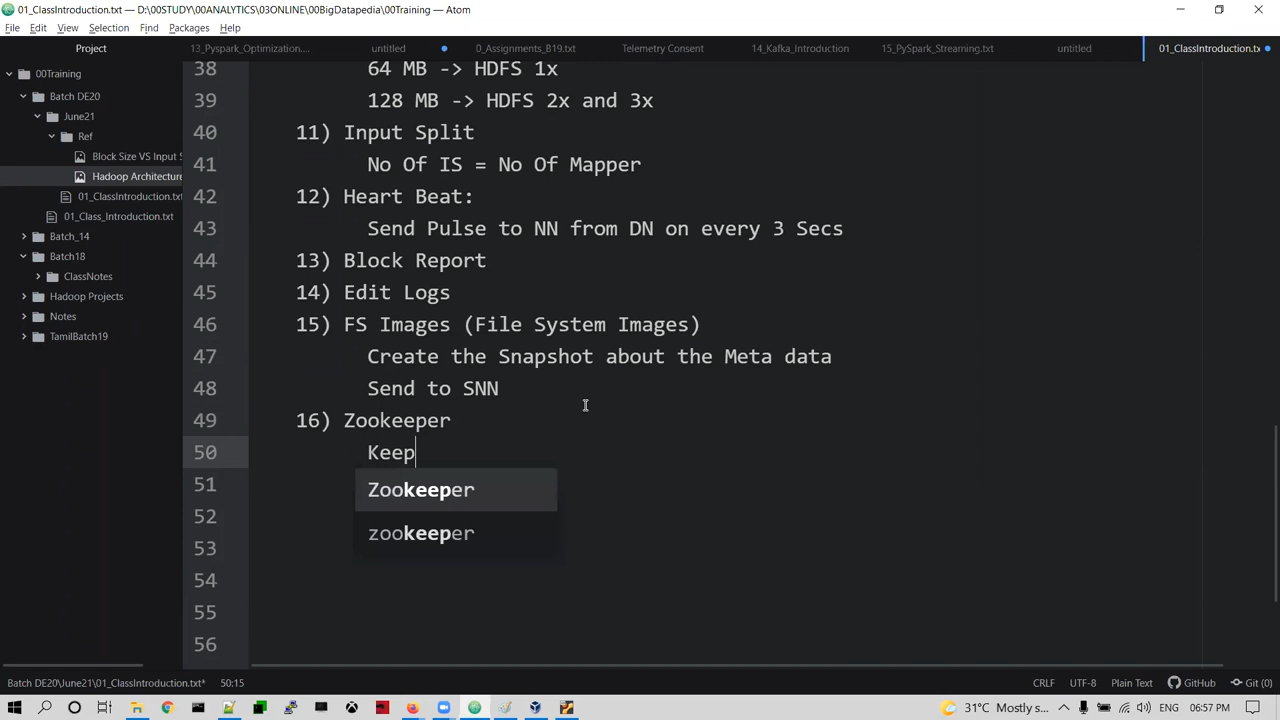 01_ClassIntroduction.txt — D:\00STUDY\00ANALYTICS\03ONLINE\00BigDatapedia\00Training — Atom
File Edit View Selection Find Packages Help
Project
13_Pyspark_Optimization....
untitled
0_Assignments_B19.txt
Telemetry Consent
14_Kafka_Introduction
15_PySpark_Strearning.txt
untitled
01_ClassIntroduction.tx
00Training
Batch DE20
June21
Ref
Block Size VS Input S
Hadoop Architecture
01_ClassIntroduction.txt
01_Class_Introduction.txt
Batch_14
Batch18
ClassNotes
Hadoop Projects
Notes
TamilBatch19
38 64 MB -> HDFS 1x
39 128 MB -> HDFS 2x and 3x
40 11) Input Split
41 No Of IS = No Of Mapper
42 12) Heart Beat:
43 Send Pulse to NN from DN on every 3 Secs
44 13) Block Report
45 14) Edit Logs
46 15) FS Images (File System Images)
47 Create the Snapshot about the Meta data
48 Send to SNN
49 16) Zookeeper
50 Keep
51 Zookeeper
52 zookeeper
53
54
55
56
Batch DE20\June21\01_ClassIntroduction.txt* 50:15
CRLF UTF-8 Plain Text GitHub Git (0)
31°C Mostly s... ENG 06:57 PM